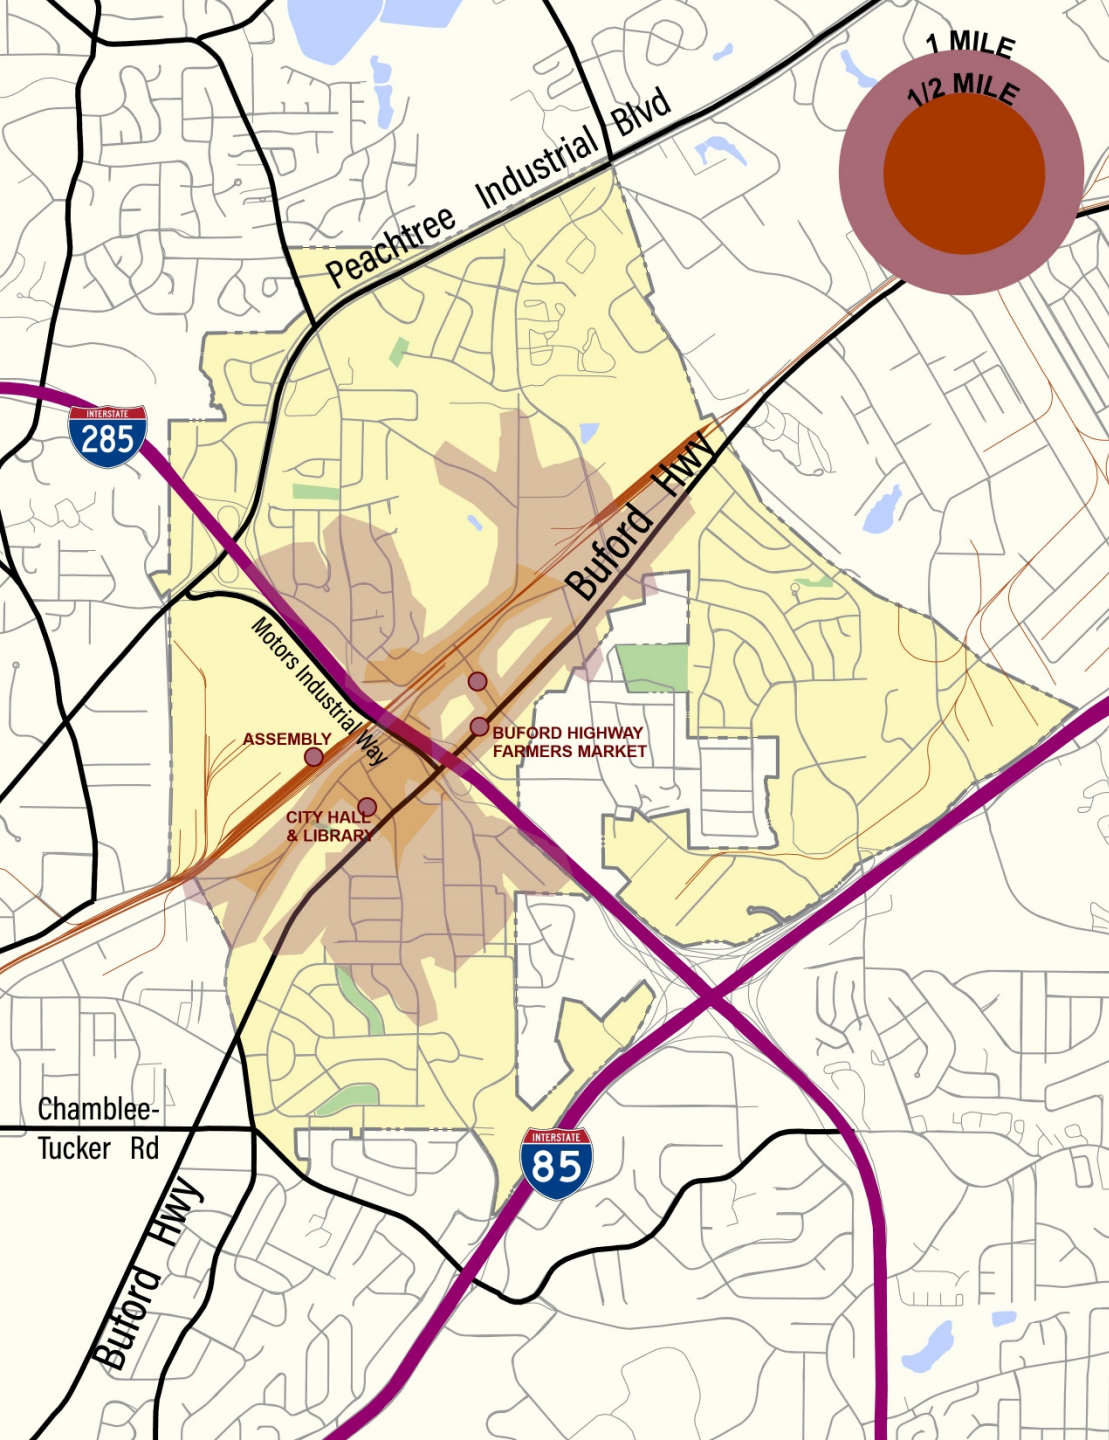 1 MILE
1/2 MILE
Peachtree Industrial Blvd
INTERSTATE
285
Buford Hwy
Motors Industrial Way
ASSEMBLY
BUFORD HIGHWAY
FARMERS MARKET
CITY HALL
& LIBRARY
Chamblee-
Tucker Rd
INTERSTATE
85
Buford Hwy